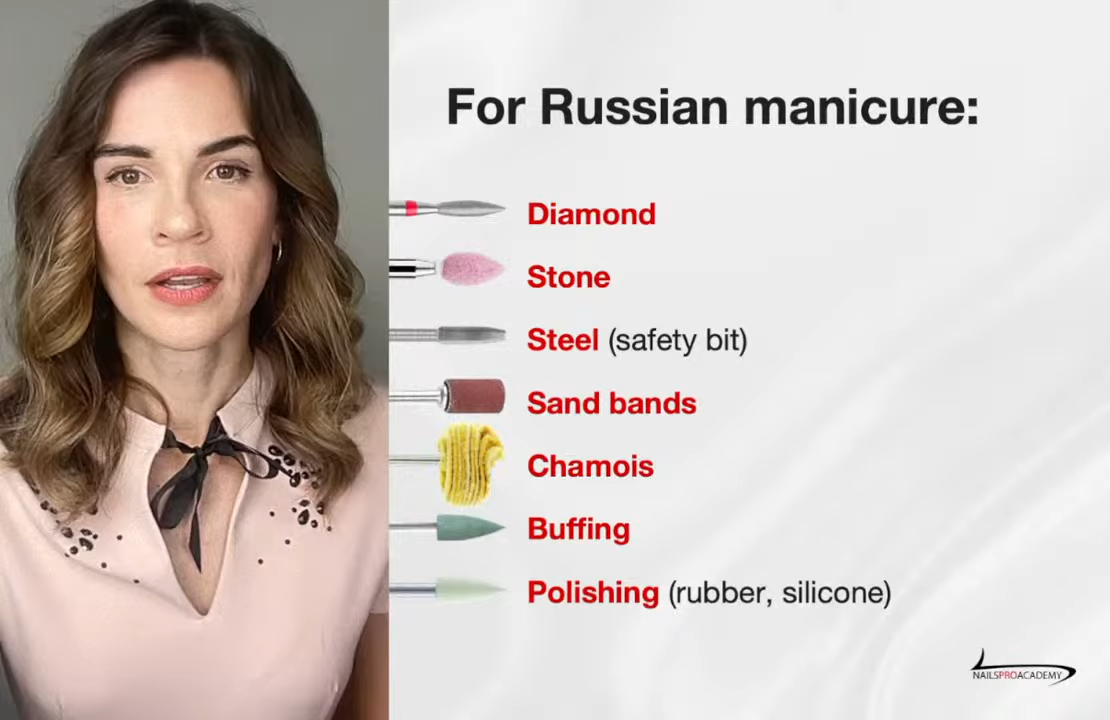 For Russian manicure:
Diamond
Stone
Steel (safety bit)
Sand bands
Chamois
Buffing
Polishing (rubber, silicone)
NAILSPROACADEMY